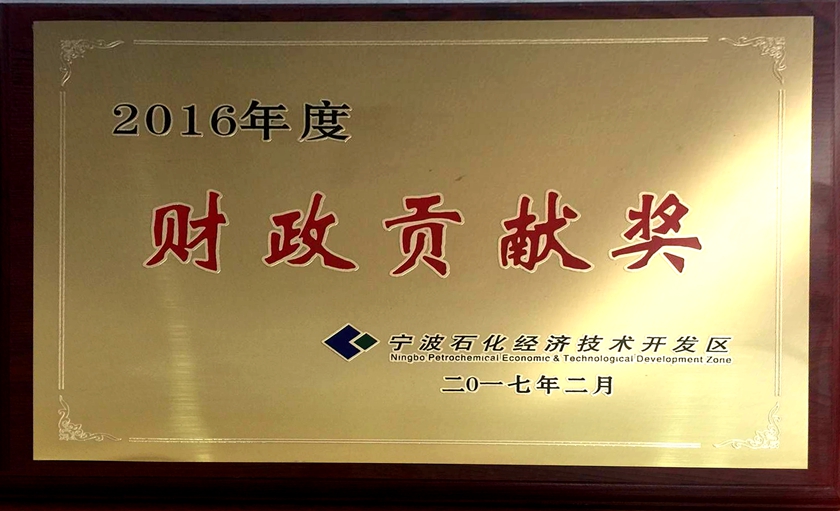 2016年度
财政贡献奖
宁波石化经济技术开发区
Ningbo Petrochemical Economic & Technological Development Zone
二0一七年二月